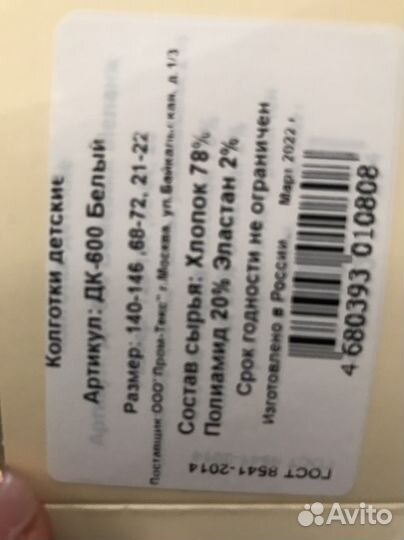 Колготки детские
Артикул: ДК-600 Белый
Размер: 140-146 ,68-72, 21-22
Поставщик:ООО"Пром-Текс" г.Москва, ул.Байкальская, д.1/3
Состав сырья: Хлопок 78%
Полиамид 20% Эластан 2%
Срок годности не ограничен
Изготовлено в России. Март 2022 г.
4 680393 010808
ГОСТ 8541-2014
Avito